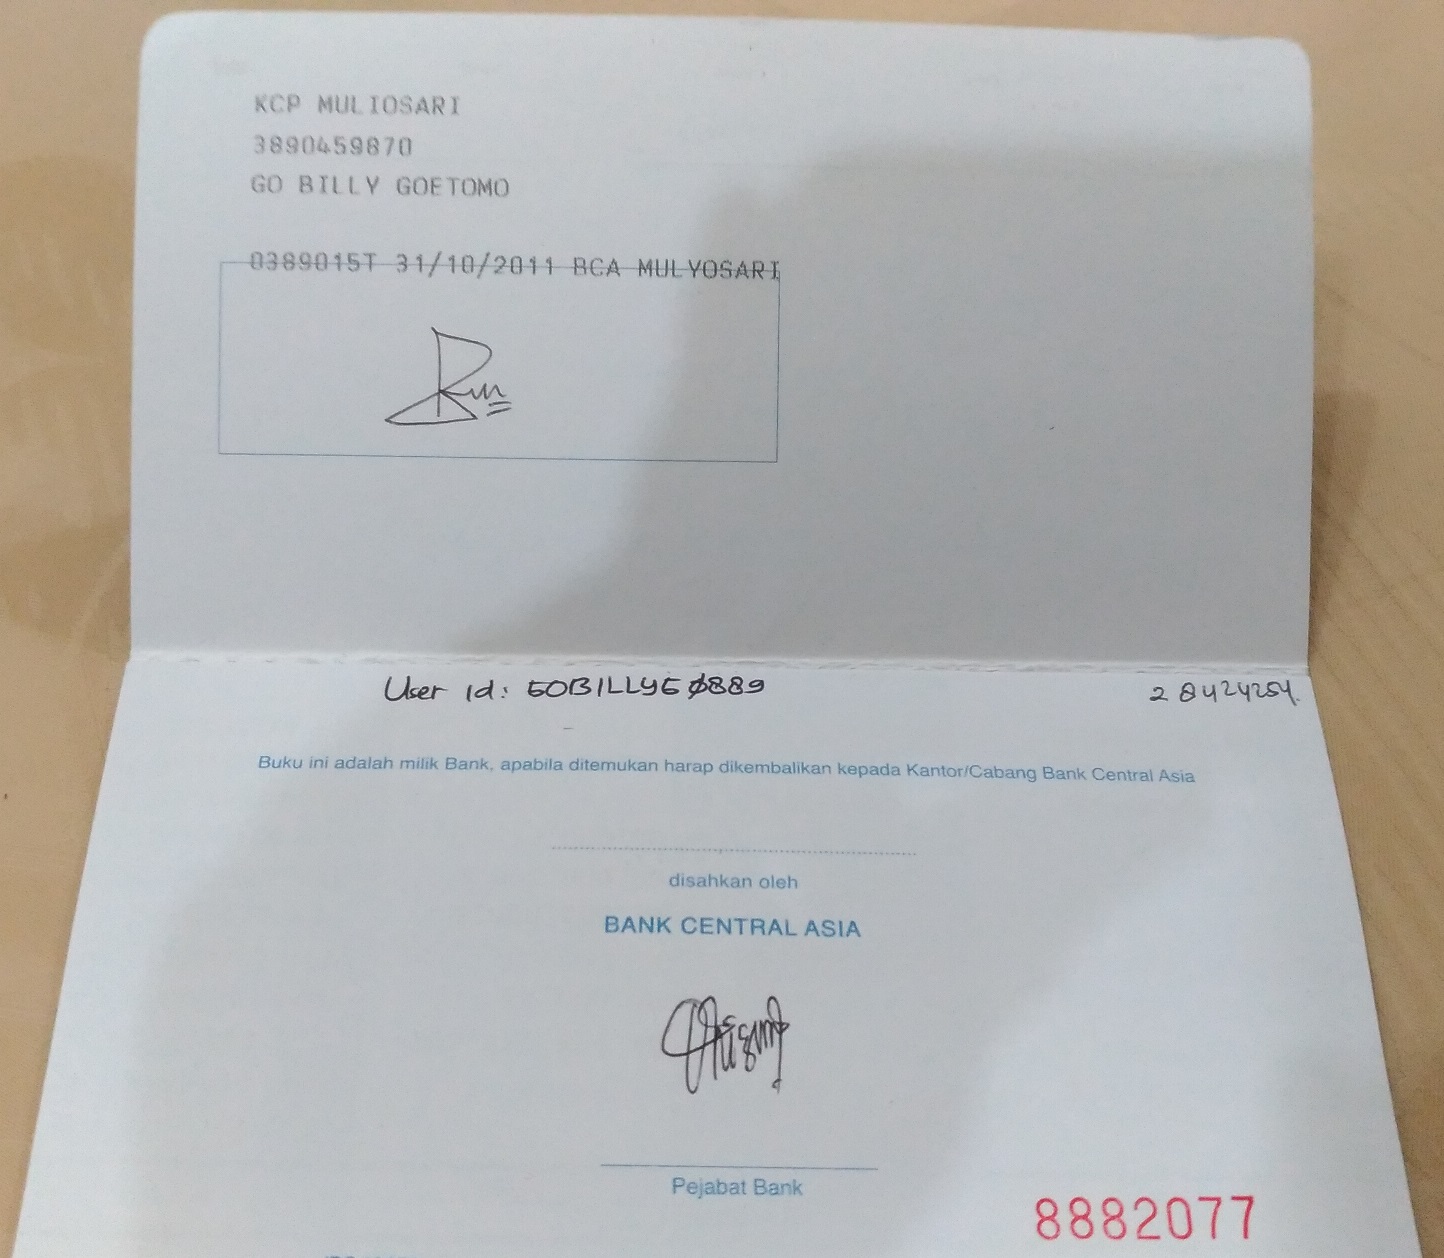 KCP MULIOSARI
3890459870
GO BILLY GOETOMO
0389015T 31/10/2011 BCA MULYOSARI
User id: GOBILLYG0889
28424254.
Buku ini adalah milik Bank, apabila ditemukan harap dikembalikan kepada Kantor/Cabang Bank Central Asia
disahkan oleh
BANK CENTRAL ASIA
Pejabat Bank
8882077